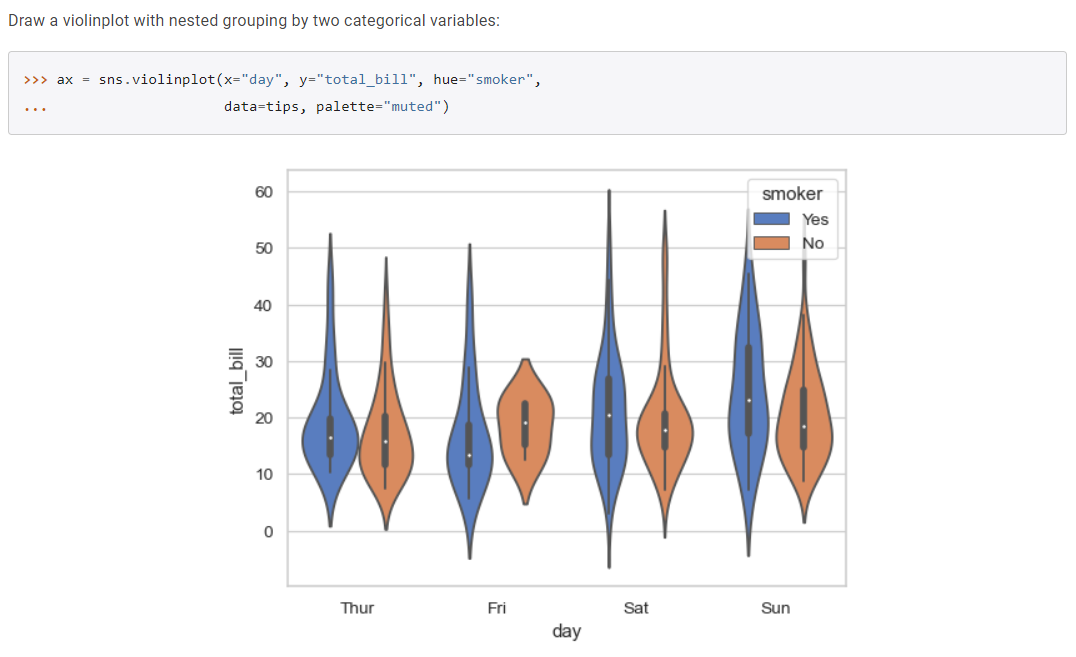 Draw a violinplot with nested grouping by two categorical variables:
>>> ax = sns.violinplot(x="day", y="total_bill", hue="smoker",
...                     data=tips, palette="muted")
smoker
Yes
No
60
50
40
30
20
10
0
total_bill
Thur Fri Sat Sun
day